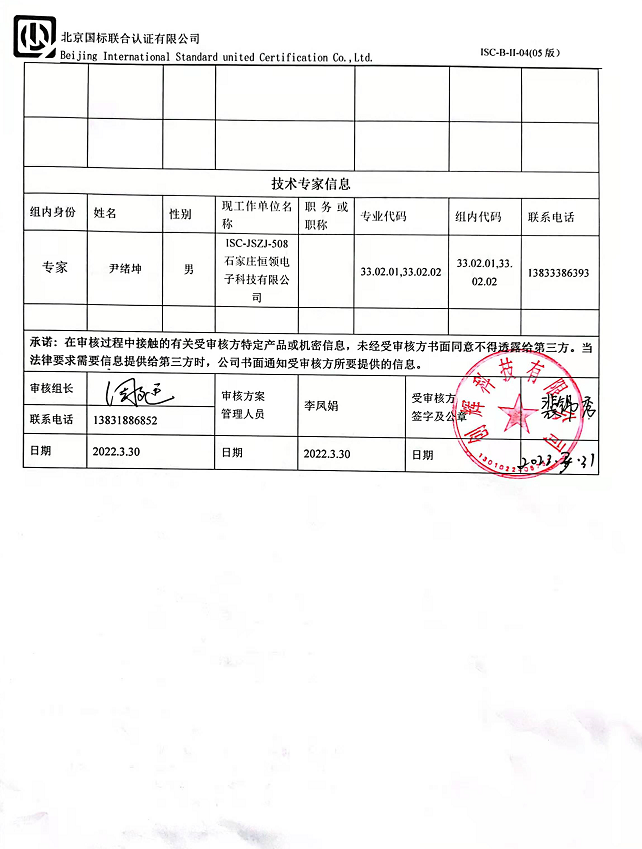 北京国标联合认证有限公司
Beijing International Standard united Certification Co.,Ltd.
ISC-B-II-04(05 版)
技术专家信息
组内身份 姓名 性别 现工作单位名称 职务或职称 专业代码 组内代码 联系电话
专家 尹绪坤 男 ISC-JSZJ-508 石家庄恒领电子科技有限公司 33.02.01,33.02.02 33.02.01,33.02.02 13833386393
承诺：在审核过程中接触的有关受审核方特定产品或机密信息，未经受审核方书面同意不得透露给第三方。当
法律要求需要信息提供给第三方时，公司书面通知受审核方所要提供的信息。
审核组长
审核方案管理人员 李凤娟
受审核方签字及公章
科技有限公司
联系电话 13831886852
日期 2022.3.30 日期 2022.3.30 日期